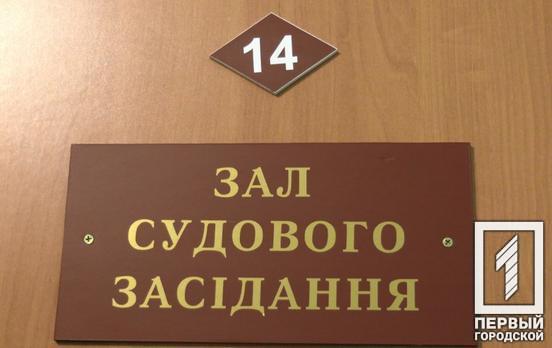 14
ЗАЛ
СУДОВОГО
ЗАСІДАННЯ
1
ПЕРВЫЙ
ГОРОДСКОЙ